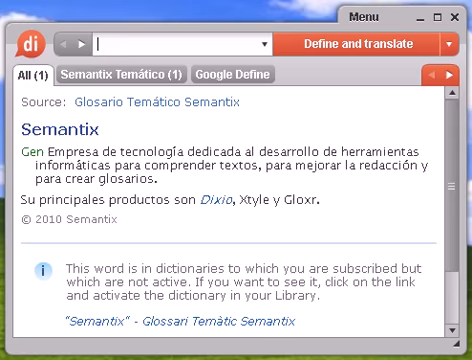 Menu
di
Define and translate
All (1) Semantix Temático (1) Google Define
Source: Glosario Temático Semantix
Semantix
Gen Empresa de tecnología dedicada al desarrollo de herramientas
informáticas para comprender textos, para mejorar la redacción y
para crear glosarios.
Su principales productos son Dixio, Xtyle y Gloxr.
© 2010 Semantix
i
This word is in dictionaries to which you are subscribed but
which are not active. If you want to see it, click on the link
and activate the dictionary in your Library.
"Semantix" - Glossari Temàtic Semantix